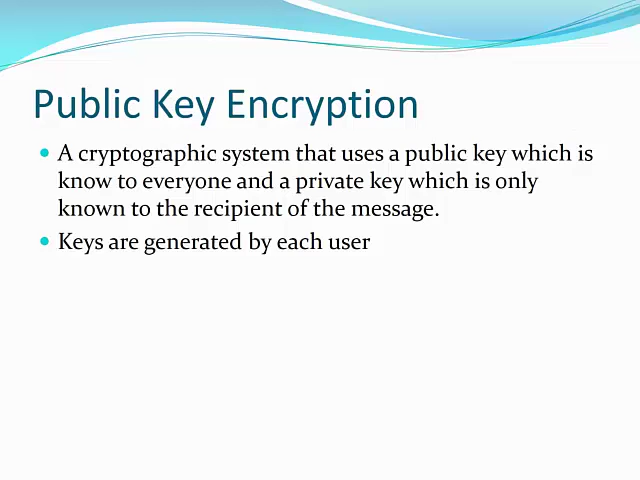 Public Key Encryption
A cryptographic system that uses a public key which is
know to everyone and a private key which is only
known to the recipient of the message.
Keys are generated by each user